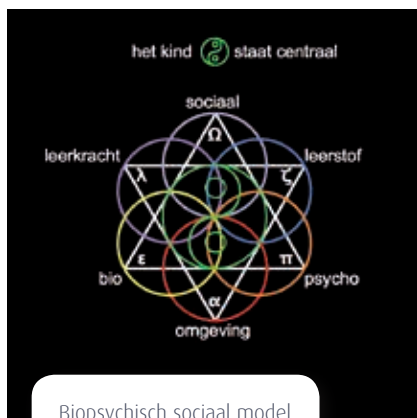 het kind staat centraal
sociaal
Ω
leerkracht leerstof
λ ζ
ε π
bio psycho
α
omgeving
Biopsychisch sociaal model